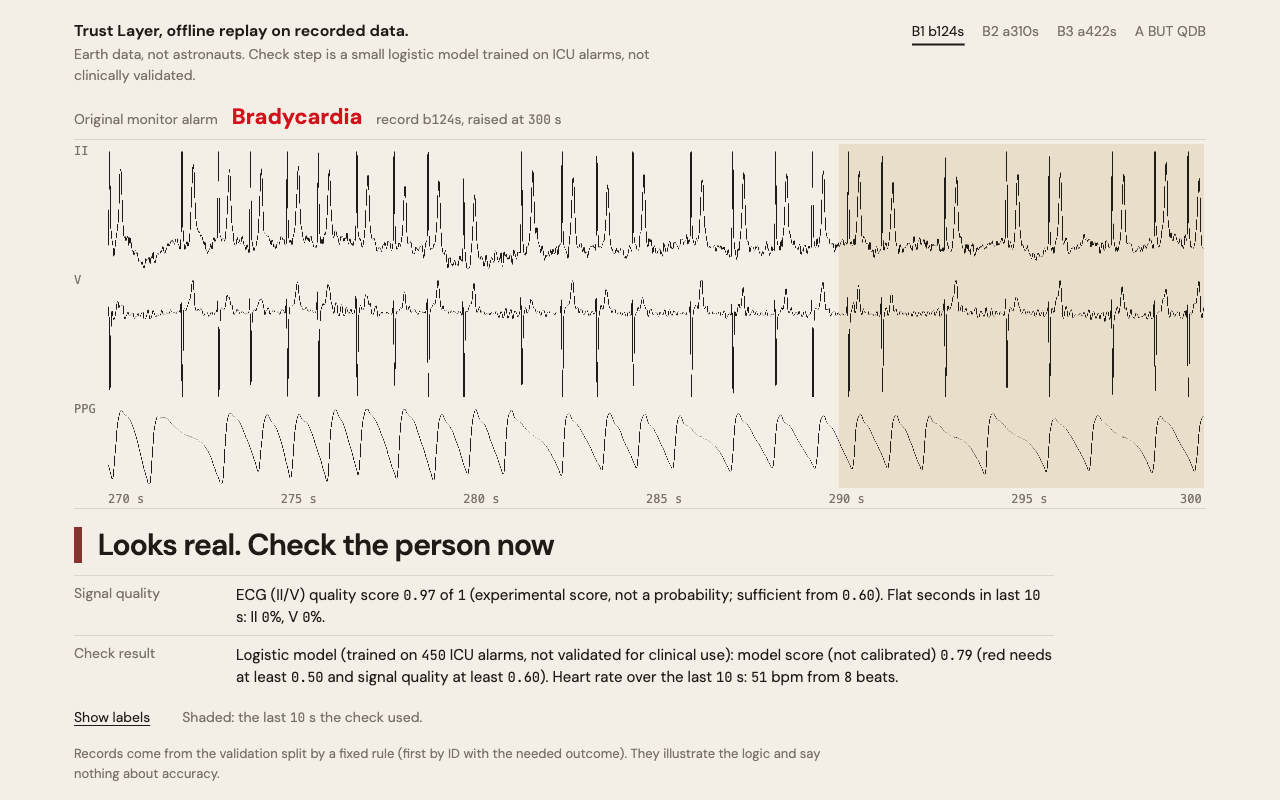 Trust Layer, offline replay on recorded data.
B1 b124s B2 a310s B3 a422s A BUT QDB
Earth data, not astronauts. Check step is a small logistic model trained on ICU alarms, not
clinically validated.
Original monitor alarm Bradycardia record b124s, raised at 300 s
II
V
PPG
270 s 275 s 280 s 285 s 290 s 295 s 300
Looks real. Check the person now
Signal quality
ECG (II/V) quality score 0.97 of 1 (experimental score, not a probability; sufficient from 0.60). Flat seconds in last 10
s: II 0%, V 0%.
Check result
Logistic model (trained on 450 ICU alarms, not validated for clinical use): model score (not calibrated) 0.79 (red needs
at least 0.50 and signal quality at least 0.60). Heart rate over the last 10 s: 51 bpm from 8 beats.
Show labels Shaded: the last 10 s the check used.
Records come from the validation split by a fixed rule (first by ID with the needed outcome). They illustrate the logic and say
nothing about accuracy.